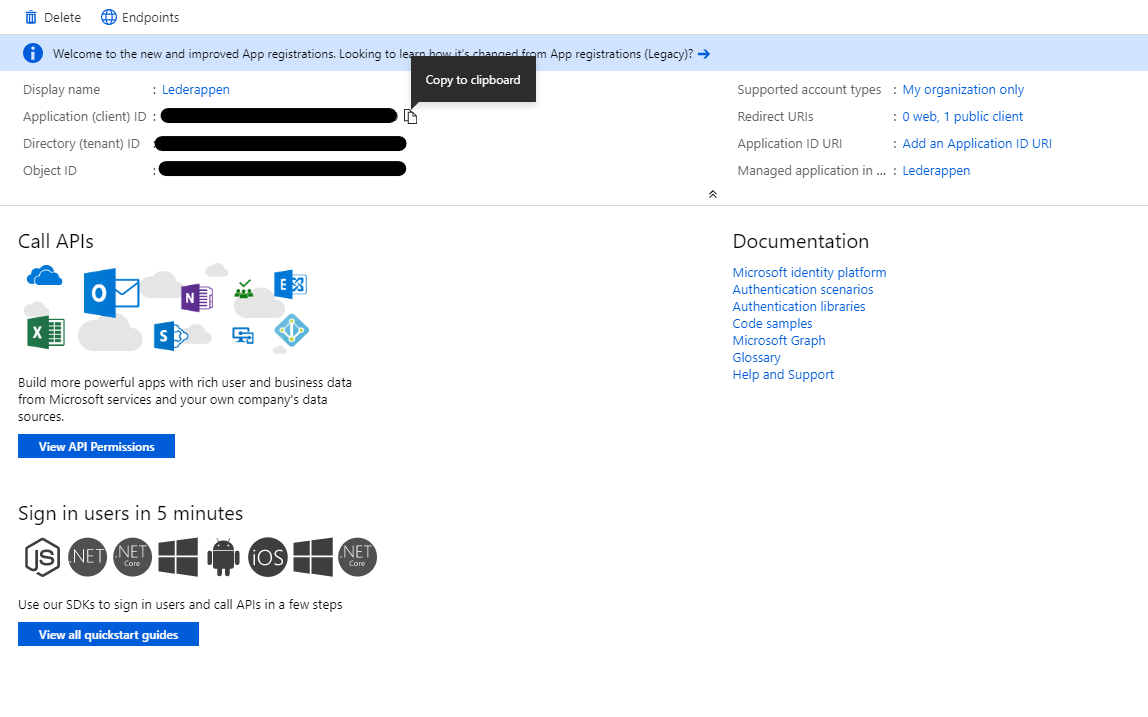 Delete Endpoints
Welcome to the new and improved App registrations. Looking to learn how it's changed from App registrations (Legacy)?
Copy to clipboard
Display name : Lederappen
Application (client) ID :
Directory (tenant) ID :
Object ID :
Supported account types : My organization only
Redirect URIs : 0 web, 1 public client
Application ID URI : Add an Application ID URI
Managed application in ... : Lederappen
Call APIs
O
N
E
X
S
Build more powerful apps with rich user and business data
from Microsoft services and your own company's data
sources.
View API Permissions
Documentation
Microsoft identity platform
Authentication scenarios
Authentication libraries
Code samples
Microsoft Graph
Glossary
Help and Support
Sign in users in 5 minutes
JS .NET .NET Core iOS .NET Core
Use our SDKs to sign in users and call APIs in a few steps
View all quickstart guides